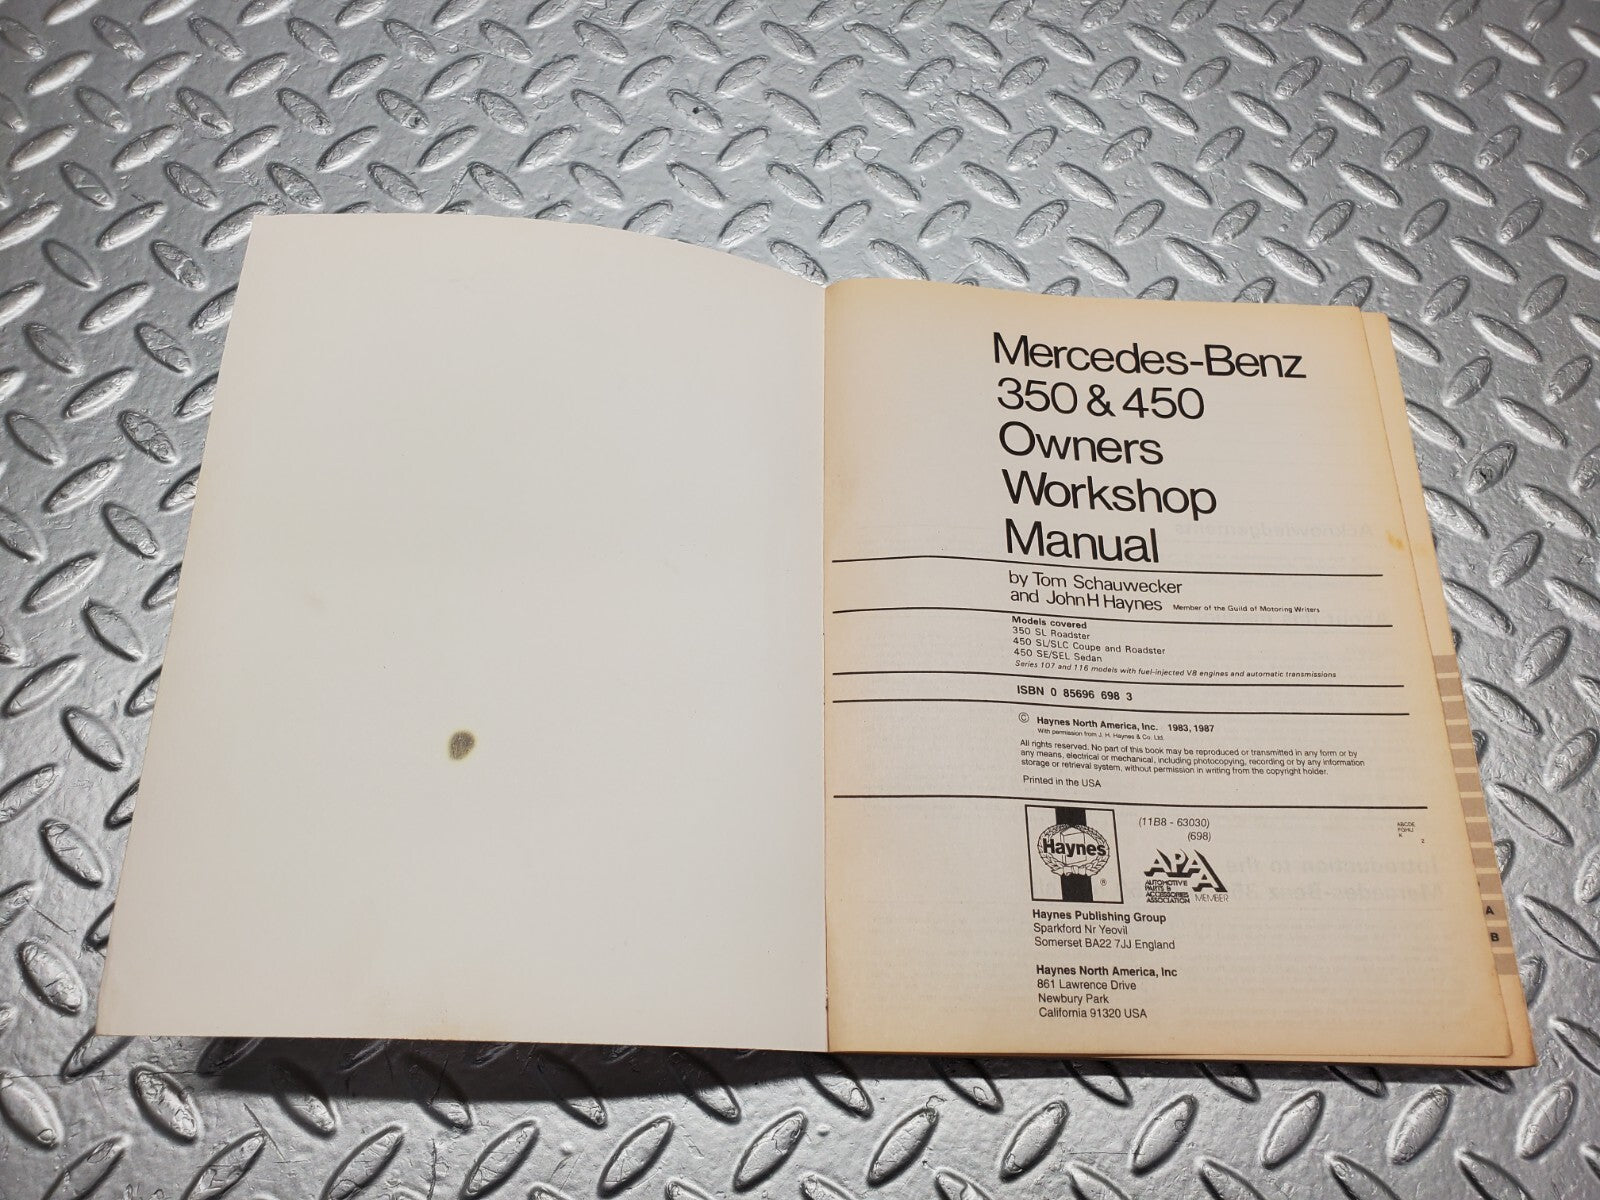 Mercedes-Benz
350 & 450
Owners
Workshop
Manual
by Tom Schauwecker
and John H Haynes Member of the Guild of Motoring Writers
Models covered
350 SL Roadster
450 SL/SLC Coupe and Roadster
450 SE/SEL Sedan
Series 107 and 116 models with fuel-injected V8 engines and automatic transmissions
ISBN 0 85696 698 3
© Haynes North America, Inc. 1983, 1987
With permission from J. H. Haynes & Co. Ltd.
All rights reserved. No part of this book may be reproduced or transmitted in any form or by
any means, electrical or mechanical, including photocopying, recording or by any information
storage or retrieval system, without permission in writing from the copyright holder.
Printed in the USA
(11B8 - 63030)
(698)
ABCDE
FGHIJ
K
2
Haynes
®
APAA
AUTOMOTIVE
PARTS &
ACCESSORIES
ASSOCIATION MEMBER
Haynes Publishing Group
Sparkford Nr Yeovil
Somerset BA22 7JJ England
Haynes North America, Inc
861 Lawrence Drive
Newbury Park
California 91320 USA
A
B